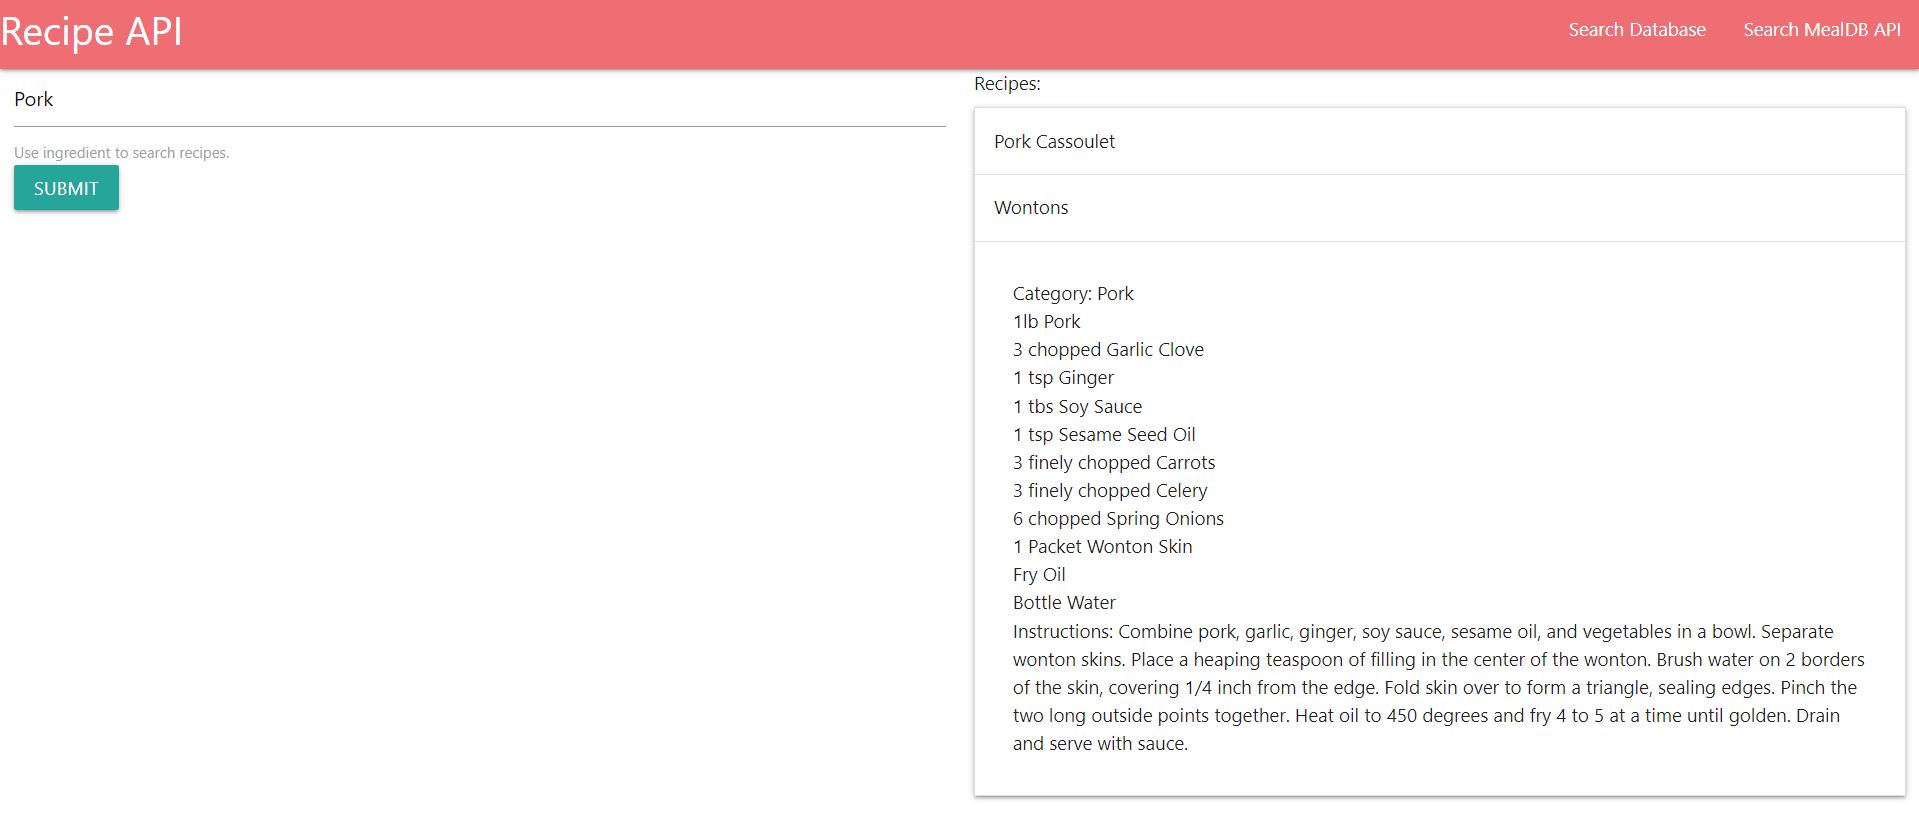 Recipe API
Search Database
Search MealDB API
Pork
Use ingredient to search recipes.
SUBMIT
Recipes:
Pork Cassoulet
Wontons
Category: Pork
1lb Pork
3 chopped Garlic Clove
1 tsp Ginger
1 tbs Soy Sauce
1 tsp Sesame Seed Oil
3 finely chopped Carrots
3 finely chopped Celery
6 chopped Spring Onions
1 Packet Wonton Skin
Fry Oil
Bottle Water
Instructions: Combine pork, garlic, ginger, soy sauce, sesame oil, and vegetables in a bowl. Separate
wonton skins. Place a heaping teaspoon of filling in the center of the wonton. Brush water on 2 borders
of the skin, covering 1/4 inch from the edge. Fold skin over to form a triangle, sealing edges. Pinch the
two long outside points together. Heat oil to 450 degrees and fry 4 to 5 at a time until golden. Drain
and serve with sauce.